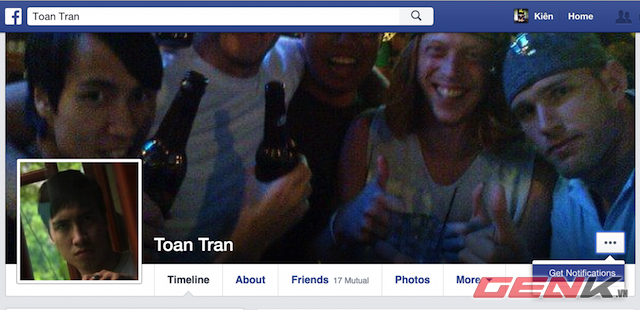 f Toan Tran Kiên Home
Toan Tran
...
Timeline About Friends 17 Mutual Photos More
Get Notifications
GENK.VN